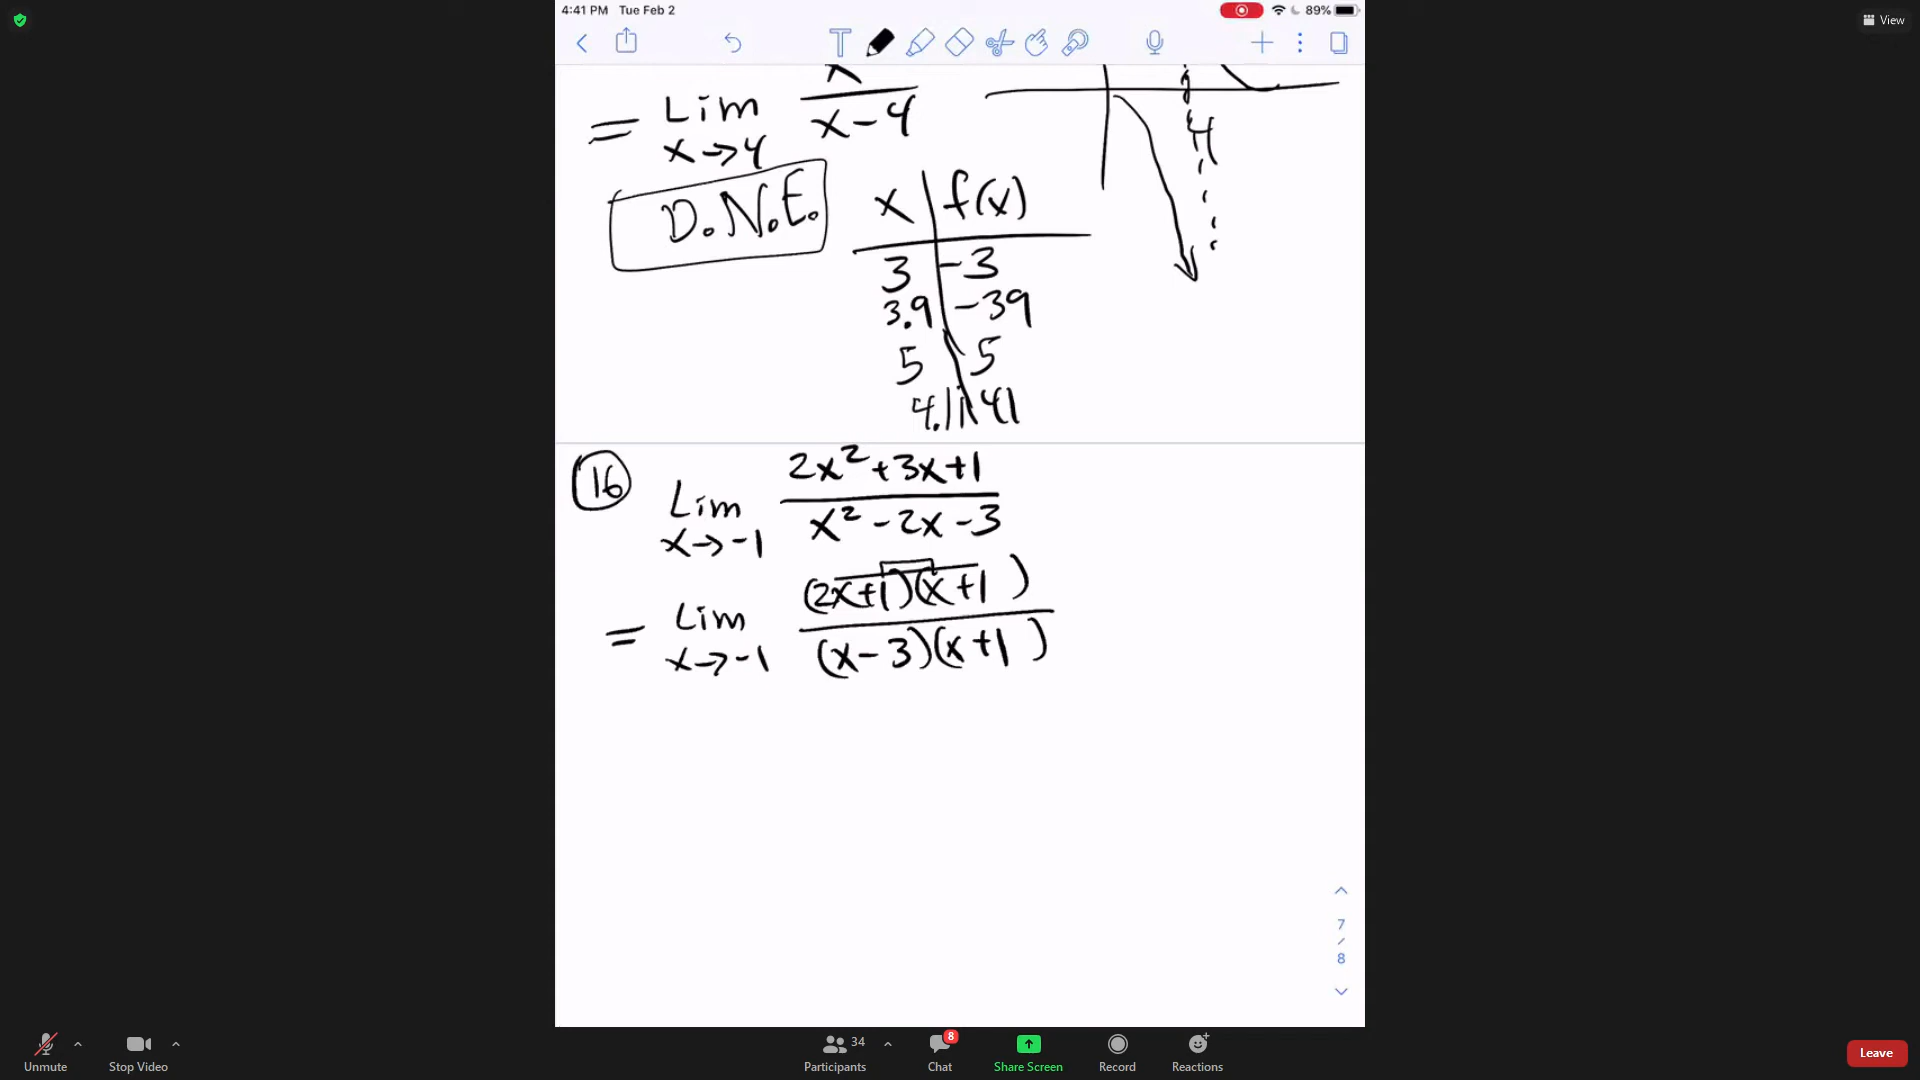 View
4:41 PM Tue Feb 2
89%
T
= Lim x/(x-4)
x→4
4
D.N.E.
x | f(x)
3 | -3
3.9 | -39
5 | 5
4.1 | 41
16 Lim (2x²+3x+1)/(x²-2x-3)
x→-1
= Lim ((2x+1)(x+1))/((x-3)(x+1))
x→-1
7
/
8
Unmute
Stop Video
Participants
34
Chat
8
Share Screen
Record
Reactions
Leave